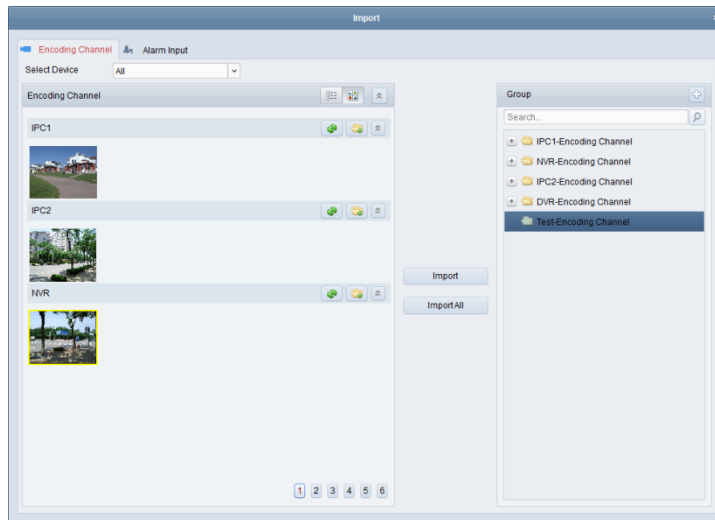 Import
Encoding Channel
Alarm Input
Select Device
All
Encoding Channel
IPC1
IPC2
NVR
1 2 3 4 5 6
Import
Import All
Group
Search...
IPC1-Encoding Channel
NVR-Encoding Channel
IPC2-Encoding Channel
DVR-Encoding Channel
Test-Encoding Channel